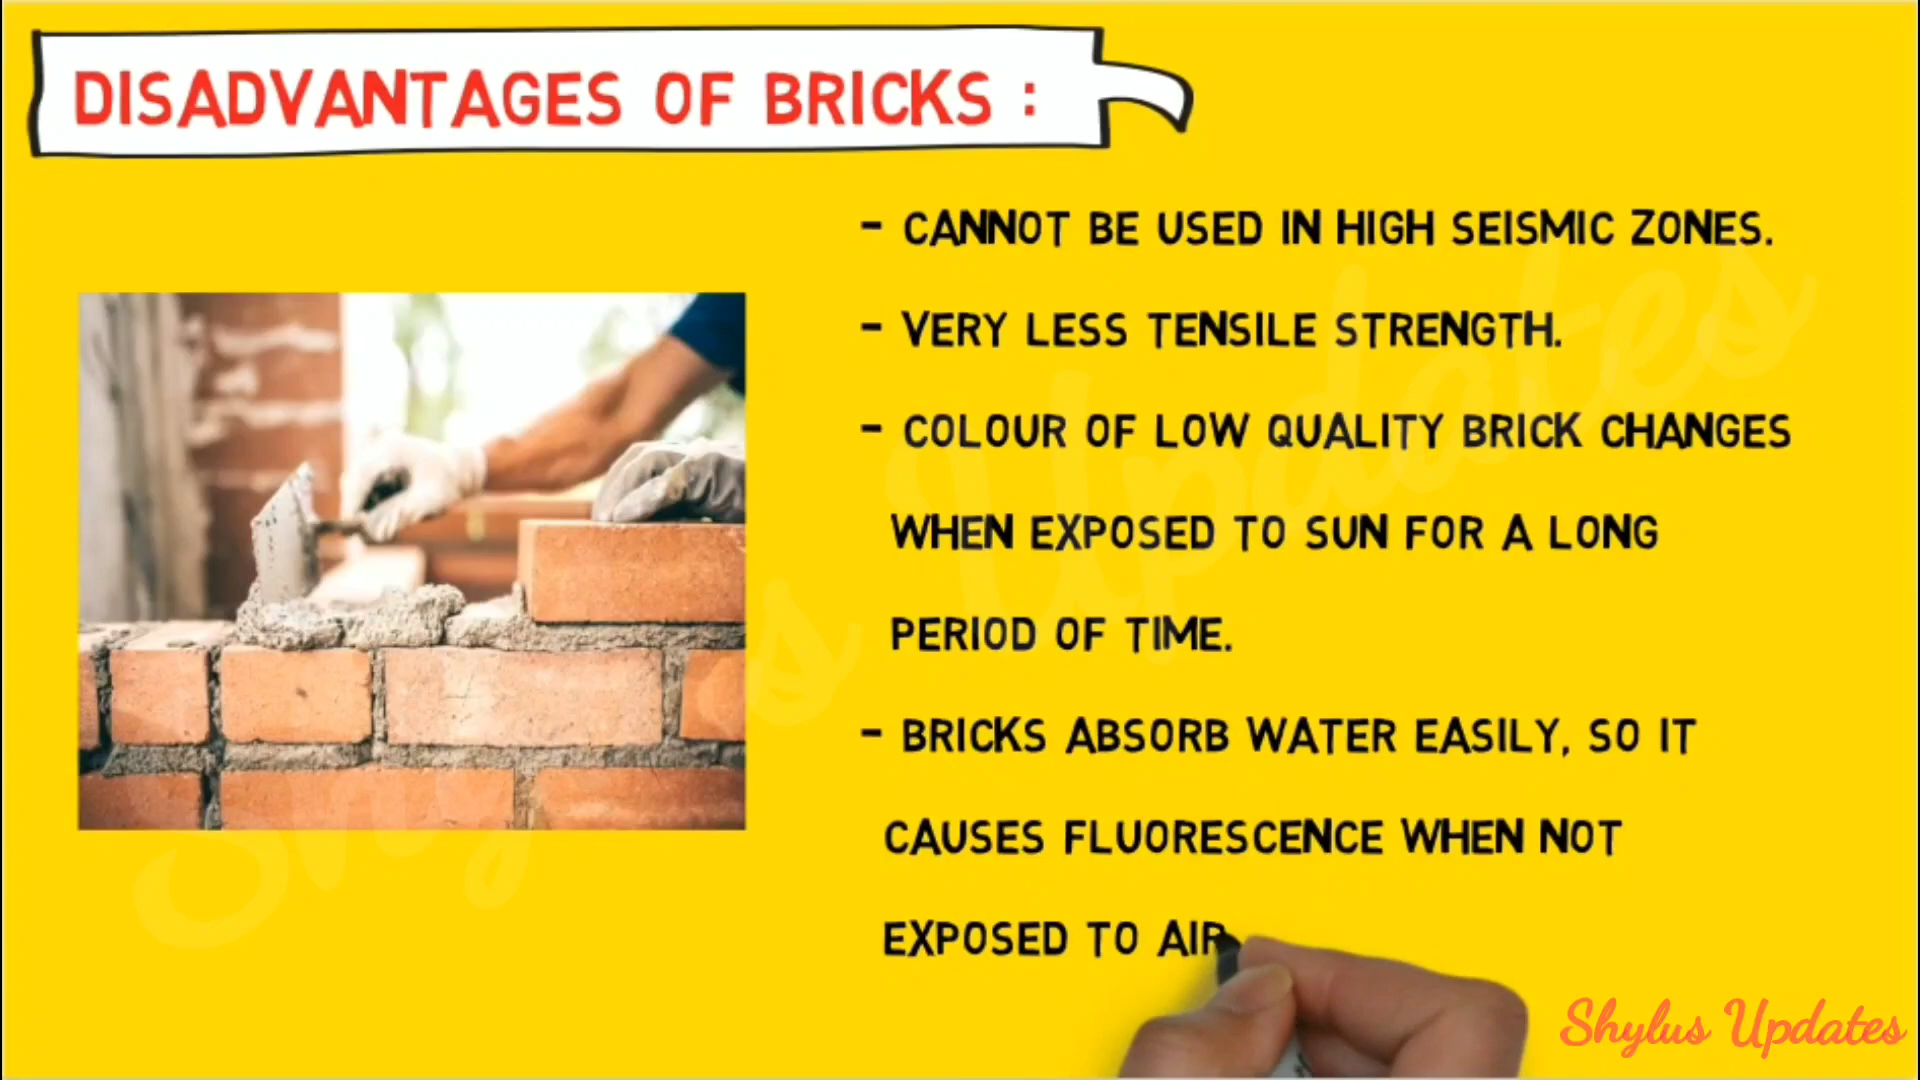 DISADVANTAGES OF BRICKS :
- CANNOT BE USED IN HIGH SEISMIC ZONES.
- VERY LESS TENSILE STRENGTH.
- COLOUR OF LOW QUALITY BRICK CHANGES
WHEN EXPOSED TO SUN FOR A LONG
PERIOD OF TIME.
- BRICKS ABSORB WATER EASILY, SO IT
CAUSES FLUORESCENCE WHEN NOT
EXPOSED TO AIR
Shylus Updates
Shylus Updates